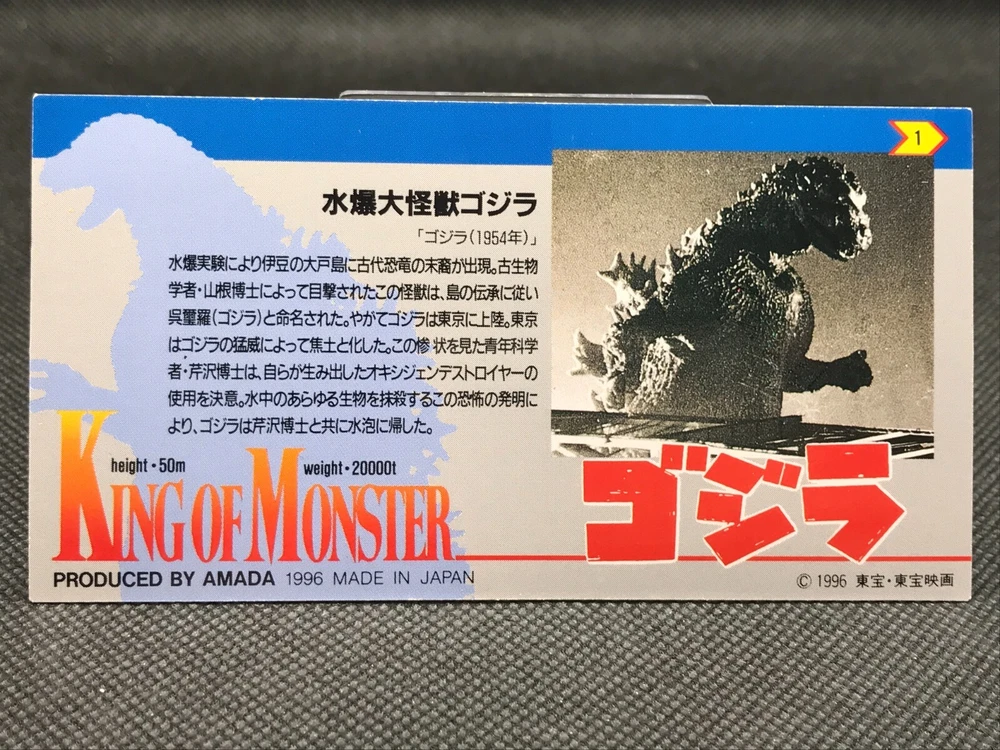 1
水爆大怪獣ゴジラ
「ゴジラ(1954年)」
水爆実験により伊豆の大戸島に古代恐竜の末裔が出現。古生物
学者・山根博士によって目撃されたこの怪獣は、島の伝承に従い
呉璽羅(ゴジラ)と命名された。やがてゴジラは東京に上陸。東京
はゴジラの猛威によって焦土と化した。この惨状を見た青年科学
者・芹沢博士は、自らが生み出したオキシジェンデストロイヤーの
使用を決意。水中のあらゆる生物を抹殺するこの恐怖の発明に
より、ゴジラは芹沢博士と共に水泡に帰した。
height・50m weight・20000t
KING OF MONSTER
ゴジラ
PRODUCED BY AMADA 1996 MADE IN JAPAN
© 1996 東宝・東宝映画